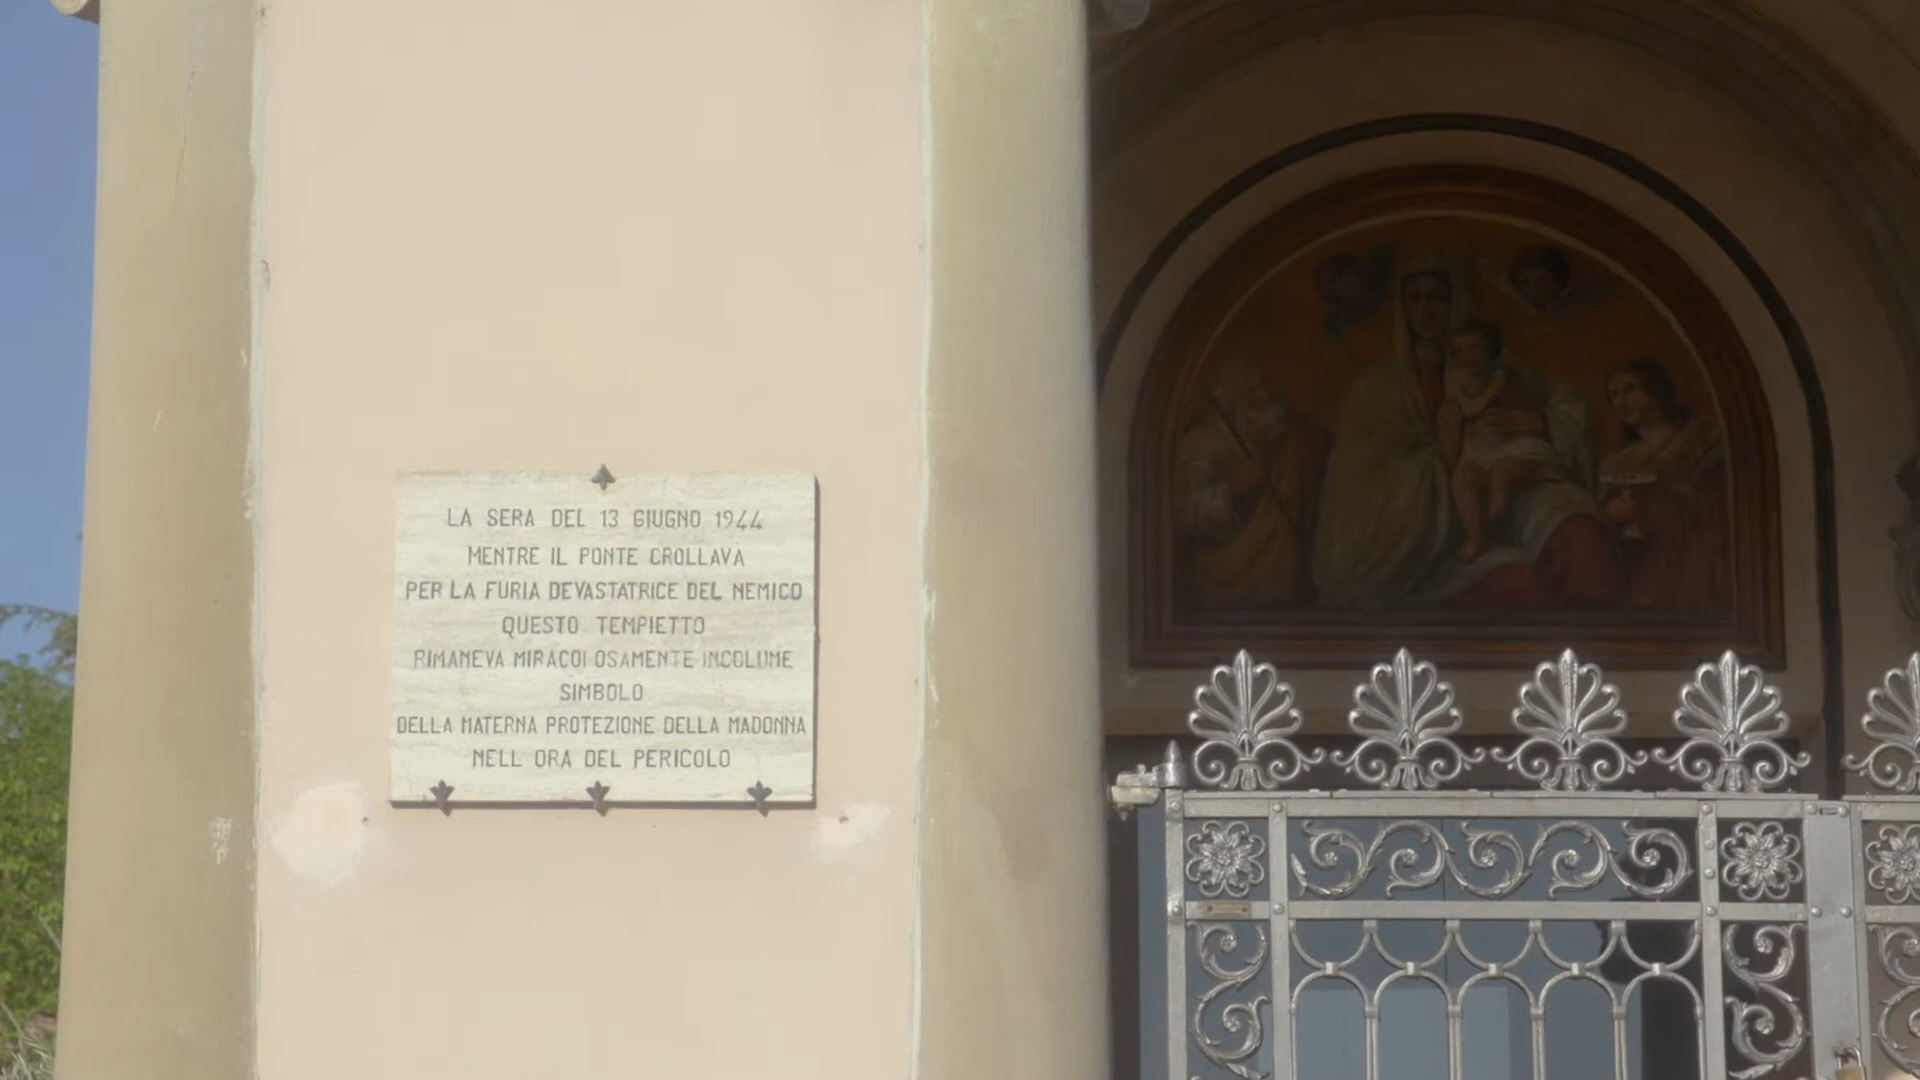 LA SERA DEL 13 GIUGNO 1944
MENTRE IL PONTE CROLLAVA
PER LA FURIA DEVASTATRICE DEL NEMICO
QUESTO TEMPIETTO
RIMANEVA MIRACOLOSAMENTE INCOLUME
SIMBOLO
DELLA MATERNA PROTEZIONE DELLA MADONNA
NELL ORA DEL PERICOLO